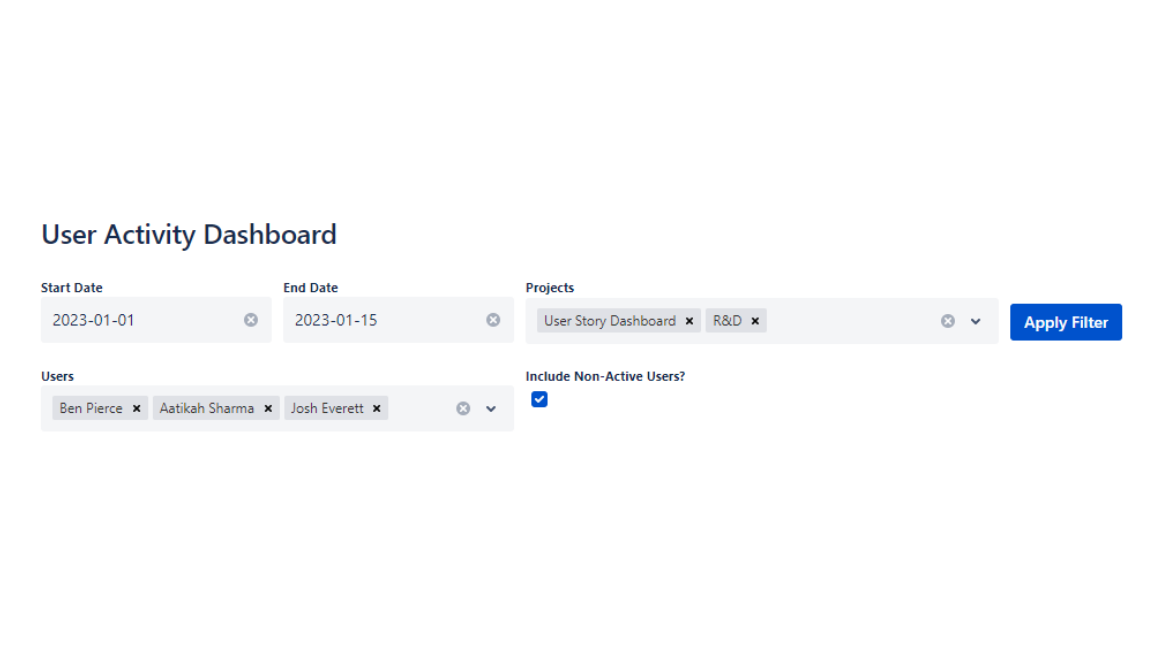 User Activity Dashboard
Start Date
End Date
Projects
2023-01-01
2023-01-15
User Story Dashboard
R&D
Apply Filter
Users
Include Non-Active Users?
Ben Pierce
Aatikah Sharma
Josh Everett